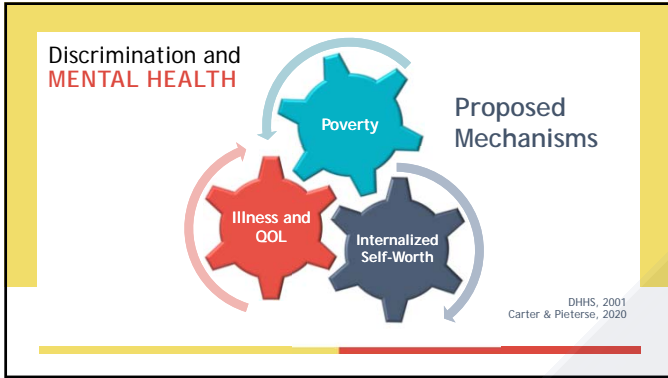 Discrimination and
MENTAL HEALTH
Poverty
Proposed
Mechanisms
Illness and
QOL
Internalized
Self-Worth
DHHS, 2001
Carter & Pieterse, 2020